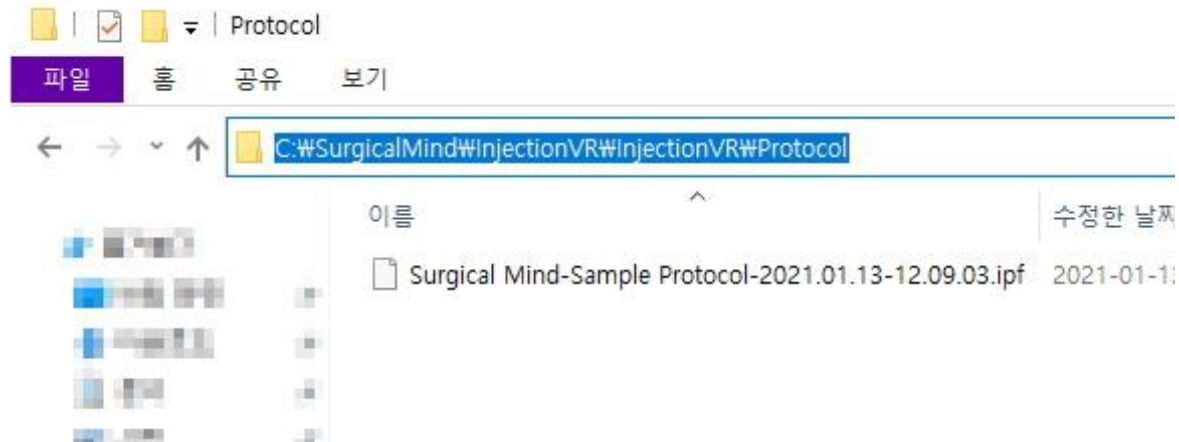 Protocol
파일 홈 공유 보기
C:₩SurgicalMind₩InjectionVR₩InjectionVR₩Protocol
이름 수정한 날짜
Surgical Mind-Sample Protocol-2021.01.13-12.09.03.ipf 2021-01-13